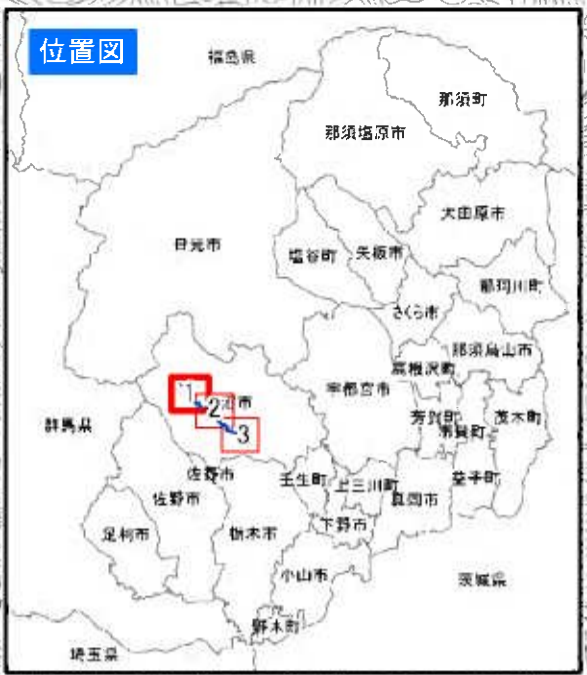 位置図
福島県
那須町
那須塩原市
大田原市
日光市
塩谷町
矢板市
那珂川町
さくら市
那須烏山市
高根沢町
宇都宮市
1
2
市
3
芳賀町
市貝町
茂木町
群馬県
佐野市
佐野市
壬生町
上三川町
真岡市
益子町
足利市
栃木市
下野市
小山市
茨城県
野木町
埼玉県